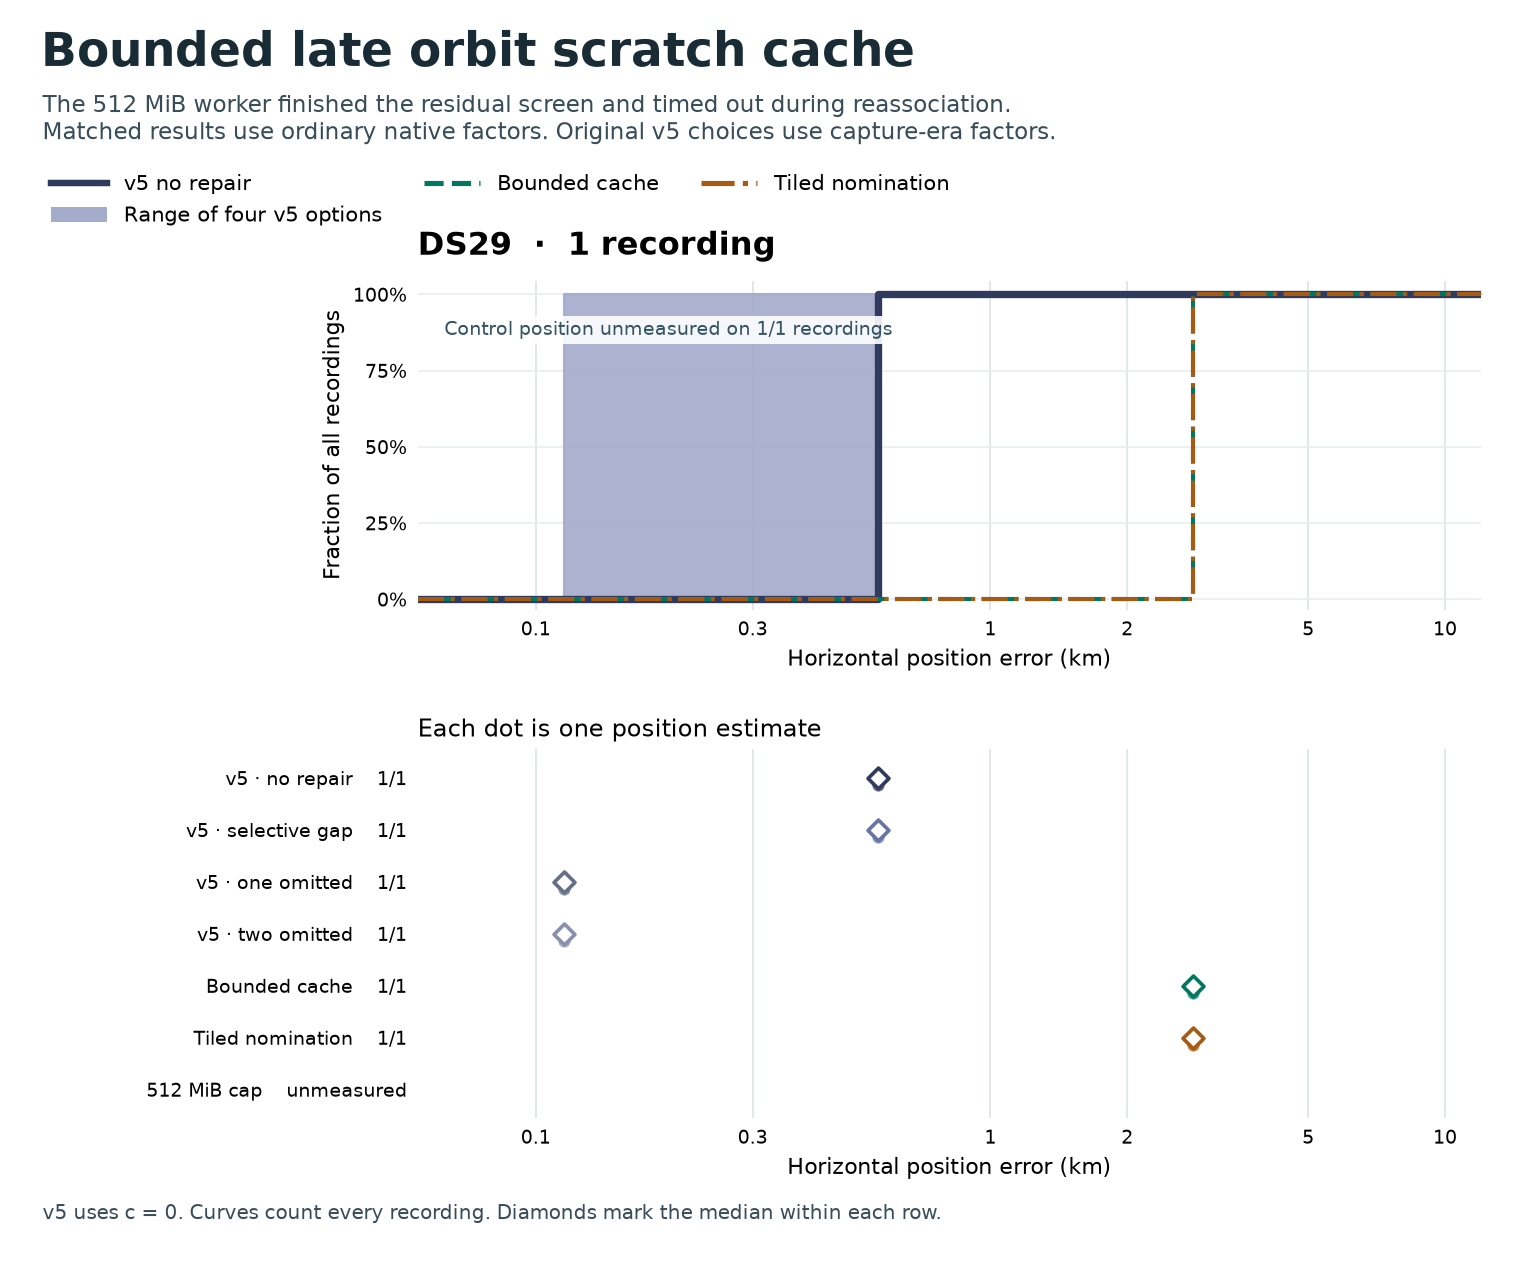 Bounded late orbit scratch cache
The 512 MiB worker finished the residual screen and timed out during reassociation.
Matched results use ordinary native factors. Original v5 choices use capture-era factors.
v5 no repair
Bounded cache
Tiled nomination
Range of four v5 options
DS29 · 1 recording
100%
Control position unmeasured on 1/1 recordings
75%
50%
25%
0%
Fraction of all recordings
0.1 0.3 1 2 5 10
Horizontal position error (km)
Each dot is one position estimate
v5 · no repair 1/1
v5 · selective gap 1/1
v5 · one omitted 1/1
v5 · two omitted 1/1
Bounded cache 1/1
Tiled nomination 1/1
512 MiB cap unmeasured
0.1 0.3 1 2 5 10
Horizontal position error (km)
v5 uses c = 0. Curves count every recording. Diamonds mark the median within each row.